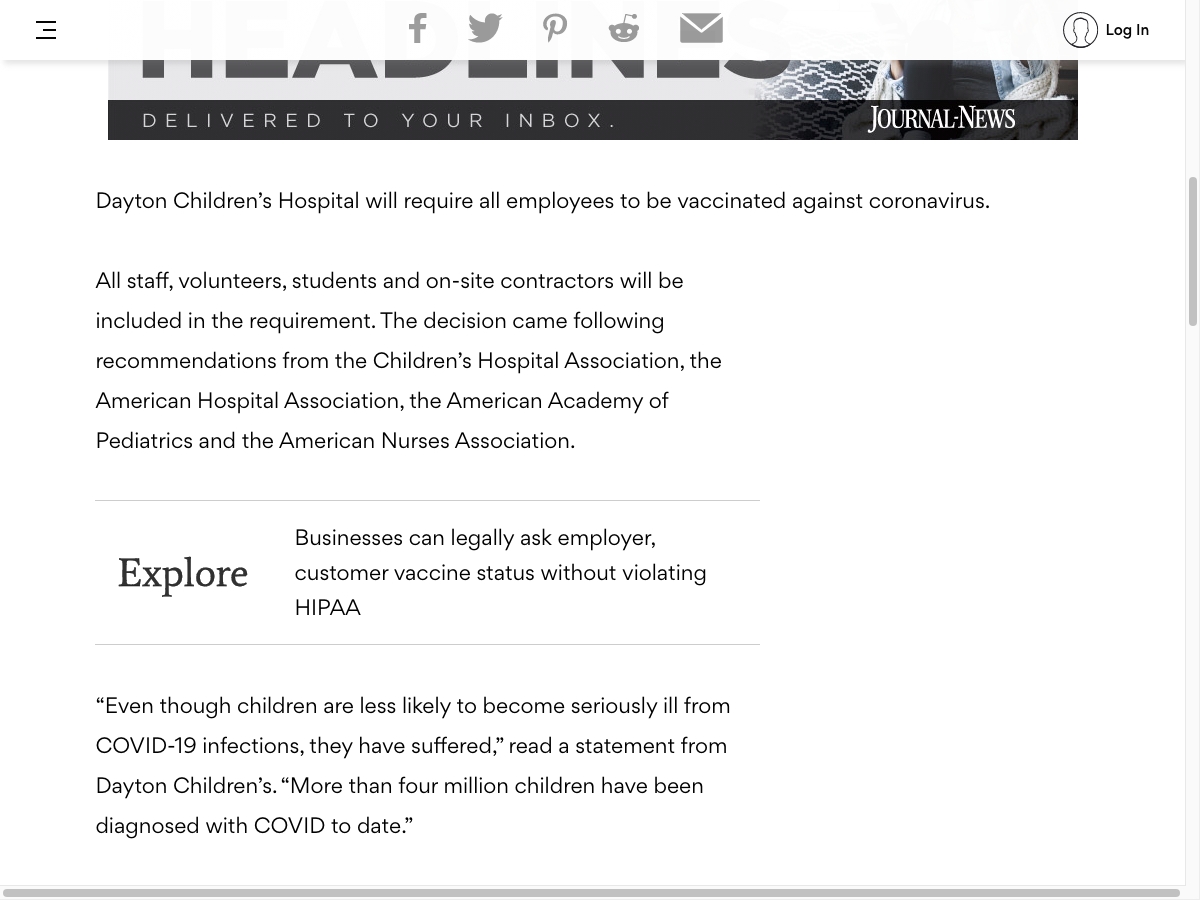 Log In
HEADLINES
DELIVERED TO YOUR INBOX.
JOURNAL-NEWS
Dayton Children’s Hospital will require all employees to be vaccinated against coronavirus.
All staff, volunteers, students and on-site contractors will be
included in the requirement. The decision came following
recommendations from the Children’s Hospital Association, the
American Hospital Association, the American Academy of
Pediatrics and the American Nurses Association.
Explore
Businesses can legally ask employer,
customer vaccine status without violating
HIPAA
“Even though children are less likely to become seriously ill from
COVID-19 infections, they have suffered,” read a statement from
Dayton Children’s. “More than four million children have been
diagnosed with COVID to date.”